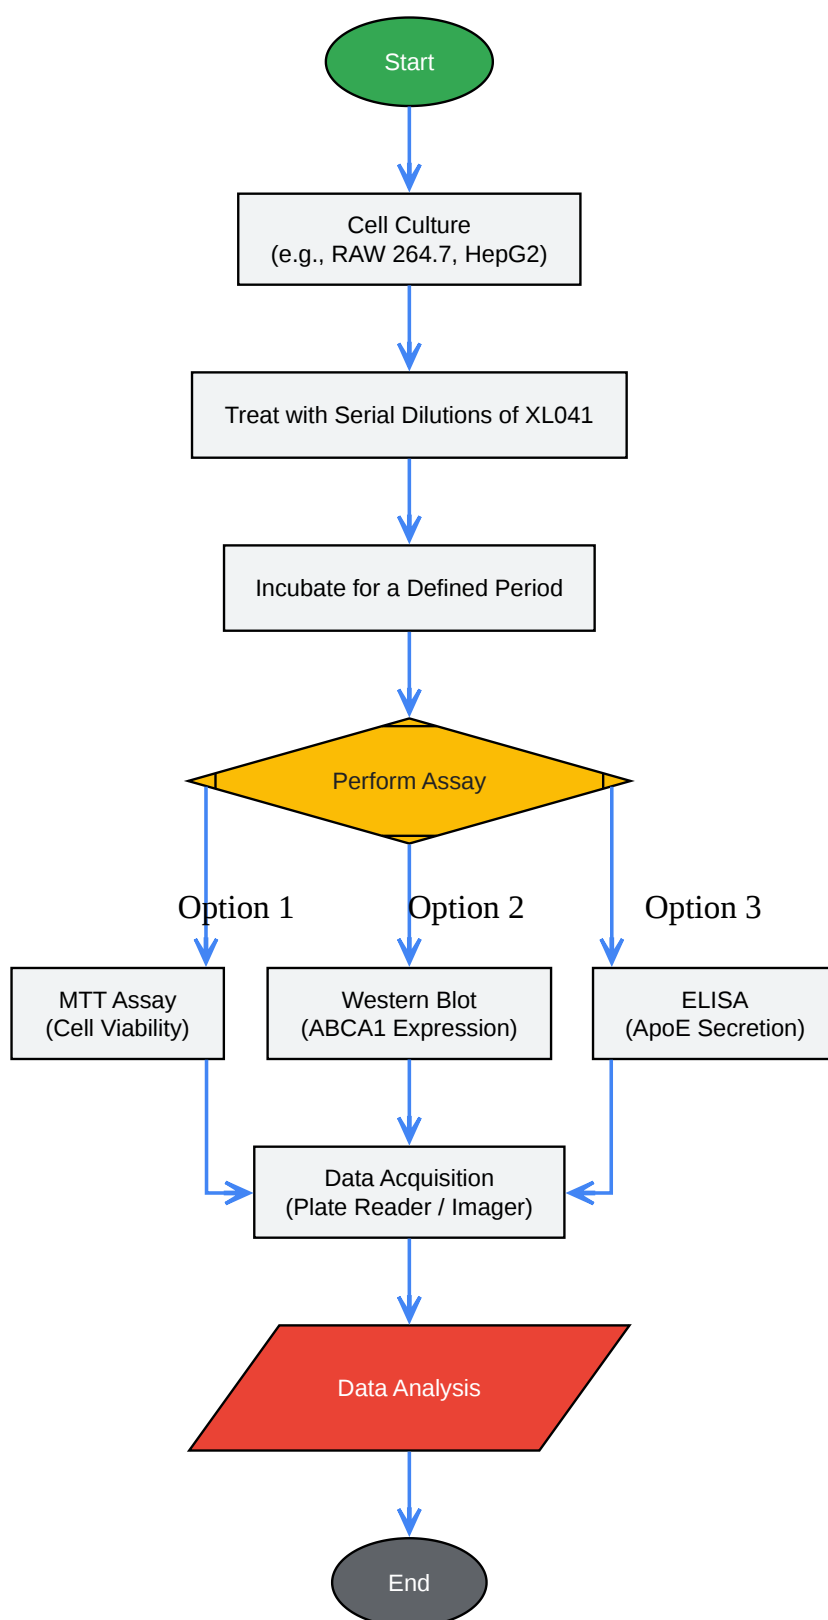 Start
Cell Culture
(e.g., RAW 264.7, HepG2)
Treat with Serial Dilutions of XL041
Incubate for a Defined Period
Perform Assay
Option 1
Option 2
Option 3
MTT Assay
(Cell Viability)
Western Blot
(ABCA1 Expression)
ELISA
(ApoE Secretion)
Data Acquisition
(Plate Reader / Imager)
Data Analysis
End